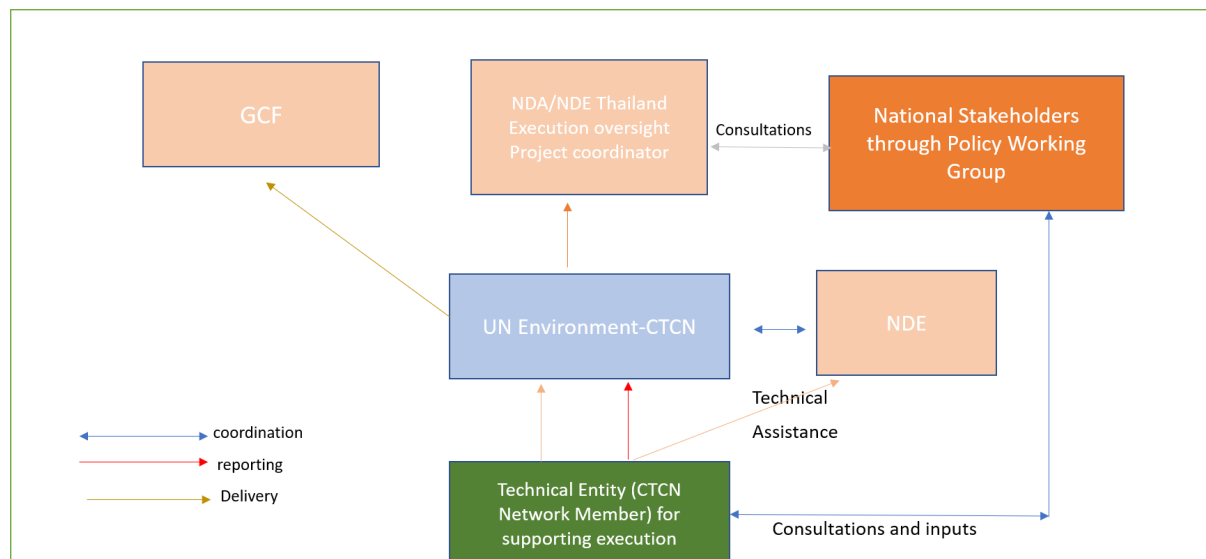 GCF
NDA/NDE Thailand
Execution oversight
Project coordinator
Consultations
National Stakeholders
through Policy Working
Group
UN Environment-CTCN
NDE
Technical
Assistance
coordination
reporting
Delivery
Technical Entity (CTCN
Network Member) for
supporting execution
Consultations and inputs